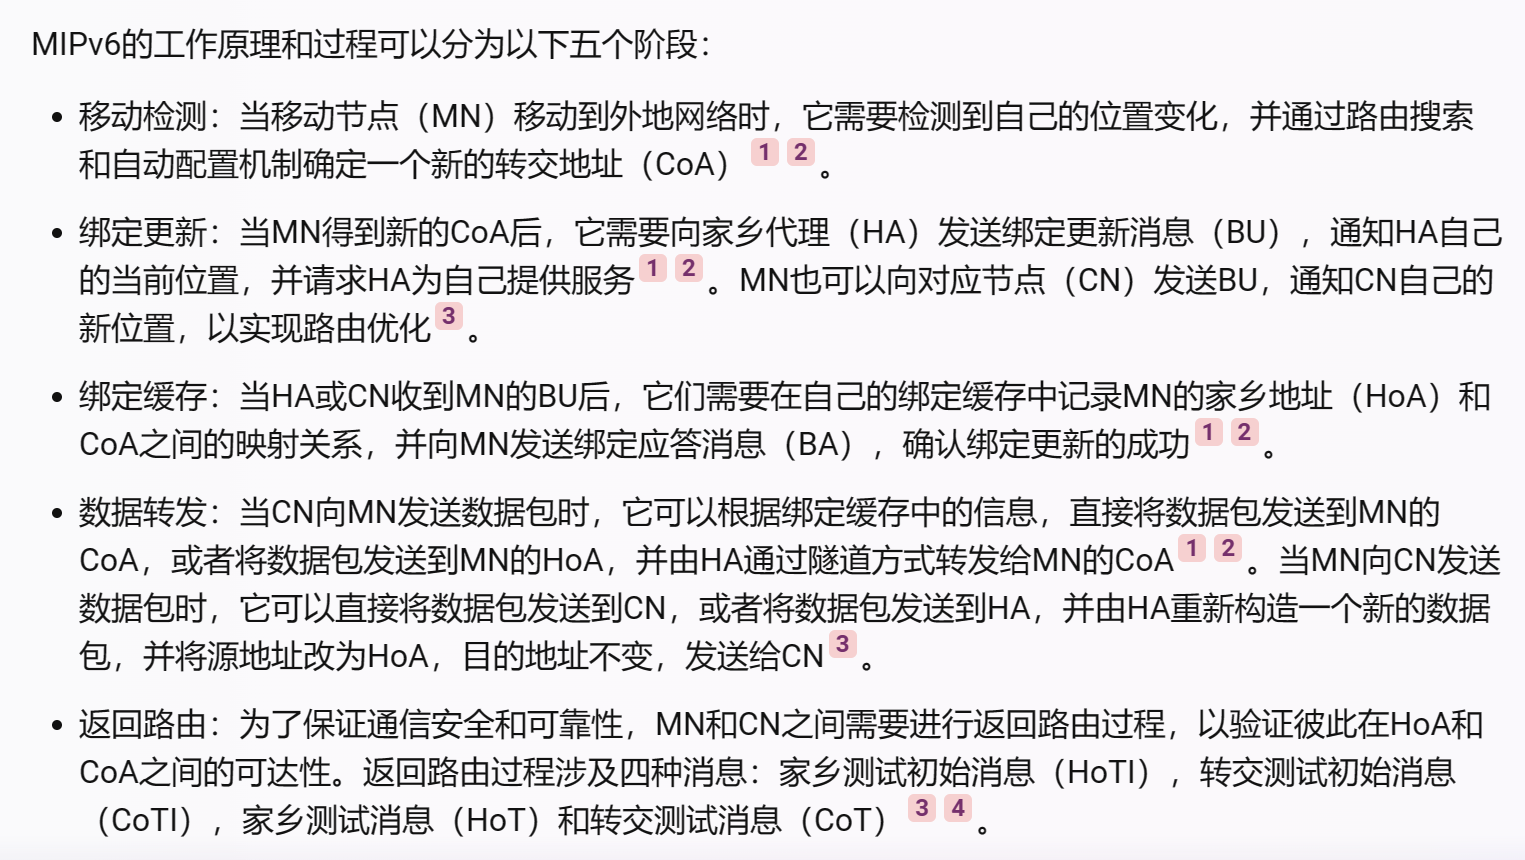 MIPv6的工作原理和过程可以分为以下五个阶段：
• 移动检测：当移动节点（MN）移动到外地网络时，它需要检测到自己的位置变化，并通过路由搜索
和自动配置机制确定一个新的转交地址（CoA） 1 2 。
• 绑定更新：当MN得到新的CoA后，它需要向家乡代理（HA）发送绑定更新消息（BU），通知HA自己
的当前位置，并请求HA为自己提供服务 1 2 。MN也可以向对应节点（CN）发送BU，通知CN自己的
新位置，以实现路由优化 3 。
• 绑定缓存：当HA或CN收到MN的BU后，它们需要在自己的绑定缓存中记录MN的家乡地址（HoA）和
CoA之间的映射关系，并向MN发送绑定应答消息（BA），确认绑定更新的成功 1 2 。
• 数据转发：当CN向MN发送数据包时，它可以根据绑定缓存中的信息，直接将数据包发送到MN的
CoA，或者将数据包发送到MN的HoA，并由HA通过隧道方式转发给MN的CoA 1 2 。当MN向CN发送
数据包时，它可以直接将数据包发送到CN，或者将数据包发送到HA，并由HA重新构造一个新的数据
包，并将源地址改为HoA，目的地址不变，发送给CN 3 。
• 返回路由：为了保证通信安全和可靠性，MN和CN之间需要进行返回路由过程，以验证彼此在HoA和
CoA之间的可达性。返回路由过程涉及四种消息：家乡测试初始消息（HoTI），转交测试初始消息
（CoTI），家乡测试消息（HoT）和转交测试消息（CoT） 3 4 。